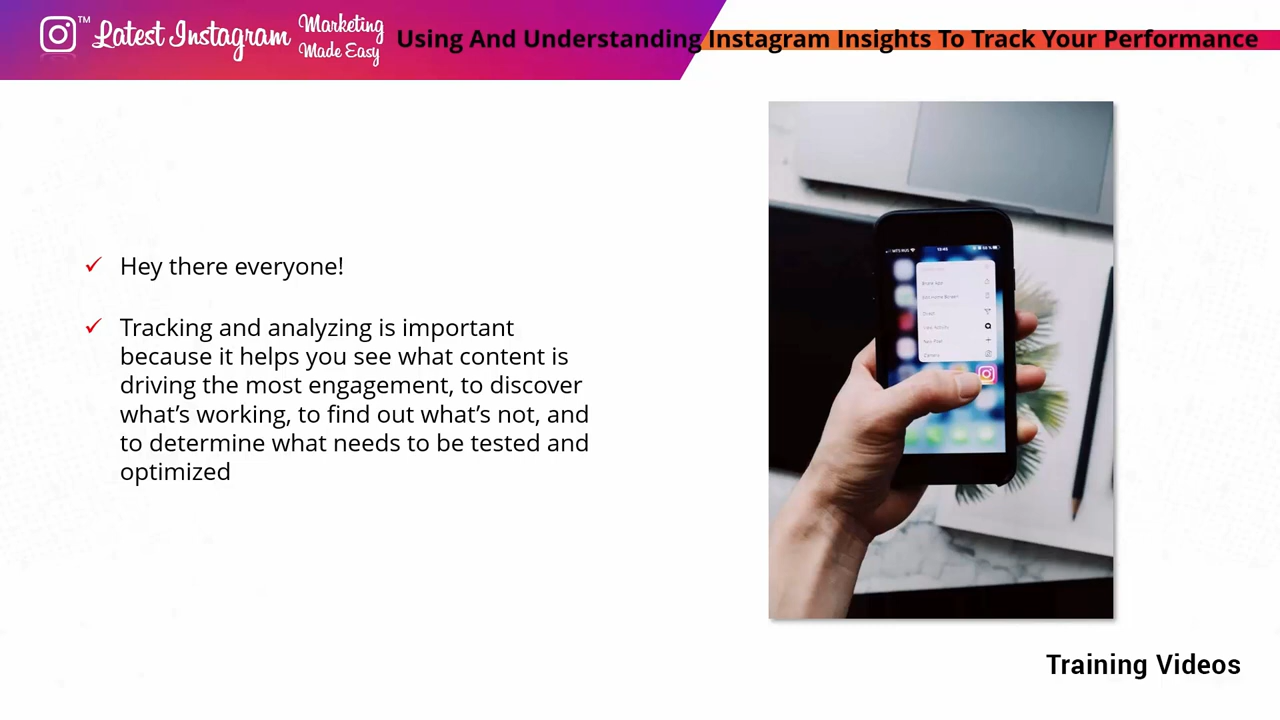 Latest Instagram Marketing Made Easy ™
Using And Understanding Instagram Insights To Track Your Performance
Hey there everyone!
Tracking and analyzing is important
because it helps you see what content is
driving the most engagement, to discover
what's working, to find out what's not, and
to determine what needs to be tested and
optimized
Training Videos